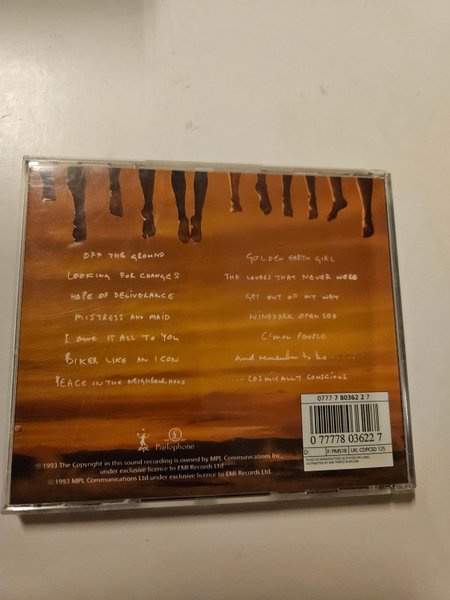 OFF THE GROUND
LOOKING FOR CHANGES
HOPE OF DELIVERANCE
MISTRESS AND MAID
I OWE IT ALL TO YOU
BIKER LIKE AN ICON
PEACE IN THE NEIGHBOURHOOD
GOLDEN EARTH GIRL
THE LOVERS THAT NEVER WERE
GET OUT OF MY WAY
WINEDARK OPEN SEA
C'MON PEOPLE
And remember to be.....
..COSMICALLY CONSCIOUS
Parlophone
℗ 1993 The Copyright in this sound recording is owned by MPL Communications Inc.,
under exclusive licence to EMI Records Ltd.
© 1993 MPL Communications Ltd. under exclusive licence to EMI Records Ltd.
0777 7 80362 2 7
0 77778 03622 7
D: F: PM518 UK: CDPCSD 125